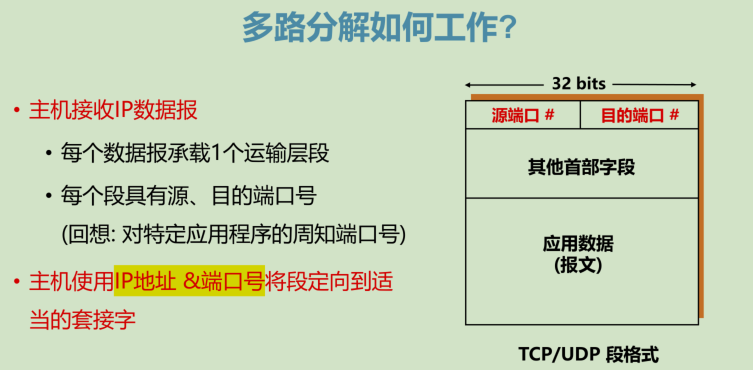 多路分解如何工作?
• 主机接收IP数据报
• 每个数据报承载1个运输层段
• 每个段具有源、目的端口号
(回想: 对特定应用程序的周知端口号)
• 主机使用IP地址 &端口号将段定向到适
当的套接字
32 bits
源端口 # 目的端口 #
其他首部字段
应用数据
(报文)
TCP/UDP 段格式